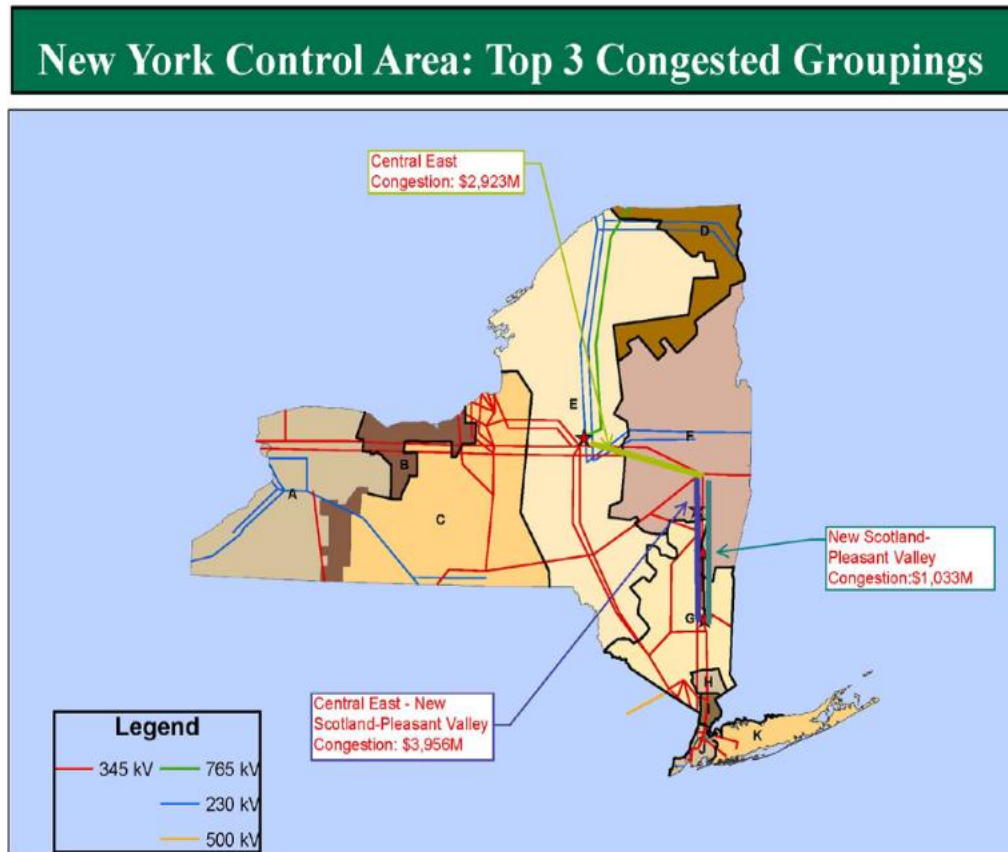 New York Control Area: Top 3 Congested Groupings
Central East
Congestion: $2,923M
D
E
F
B
A
C
New Scotland-
Pleasant Valley
Congestion:$1,033M
G
H
I
J
K
Central East - New
Scotland-Pleasant Valley
Congestion: $3,956M
Legend
345 kV
765 kV
230 kV
500 kV